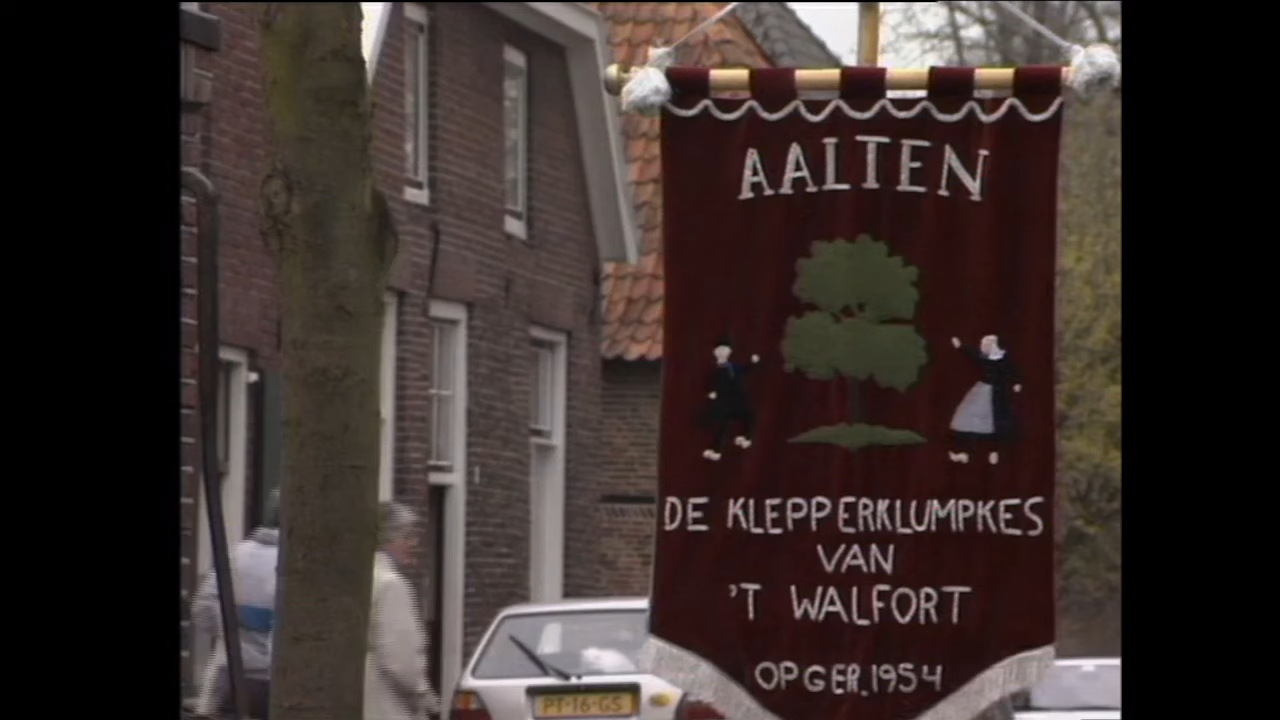 AALTEN
DE KLEPPERKLUMPKES
VAN
'T WALFORT
OPGER. 1954
PT-16-GS